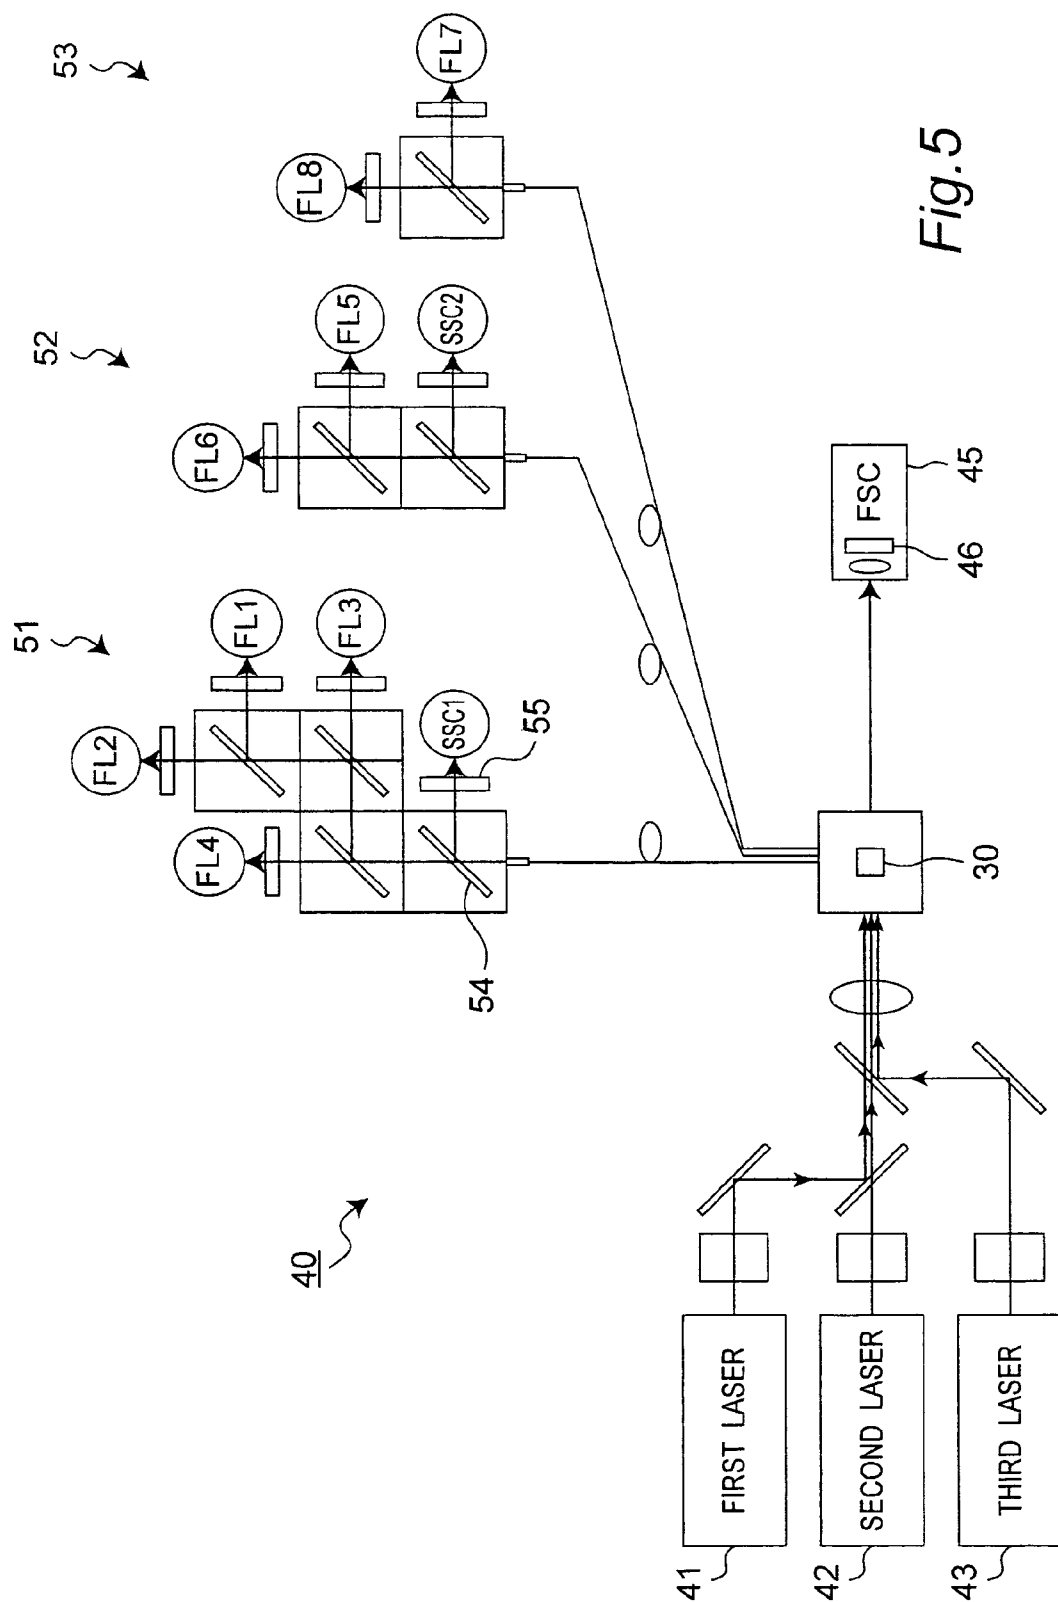 53
FL7
FL8
Fig.5
52
FL5
SSC2
FL6
FSC
45
46
51
FL1
FL3
SSC1
55
FL2
FL4
54
30
40
FIRST LASER
41
SECOND LASER
42
THIRD LASER
43